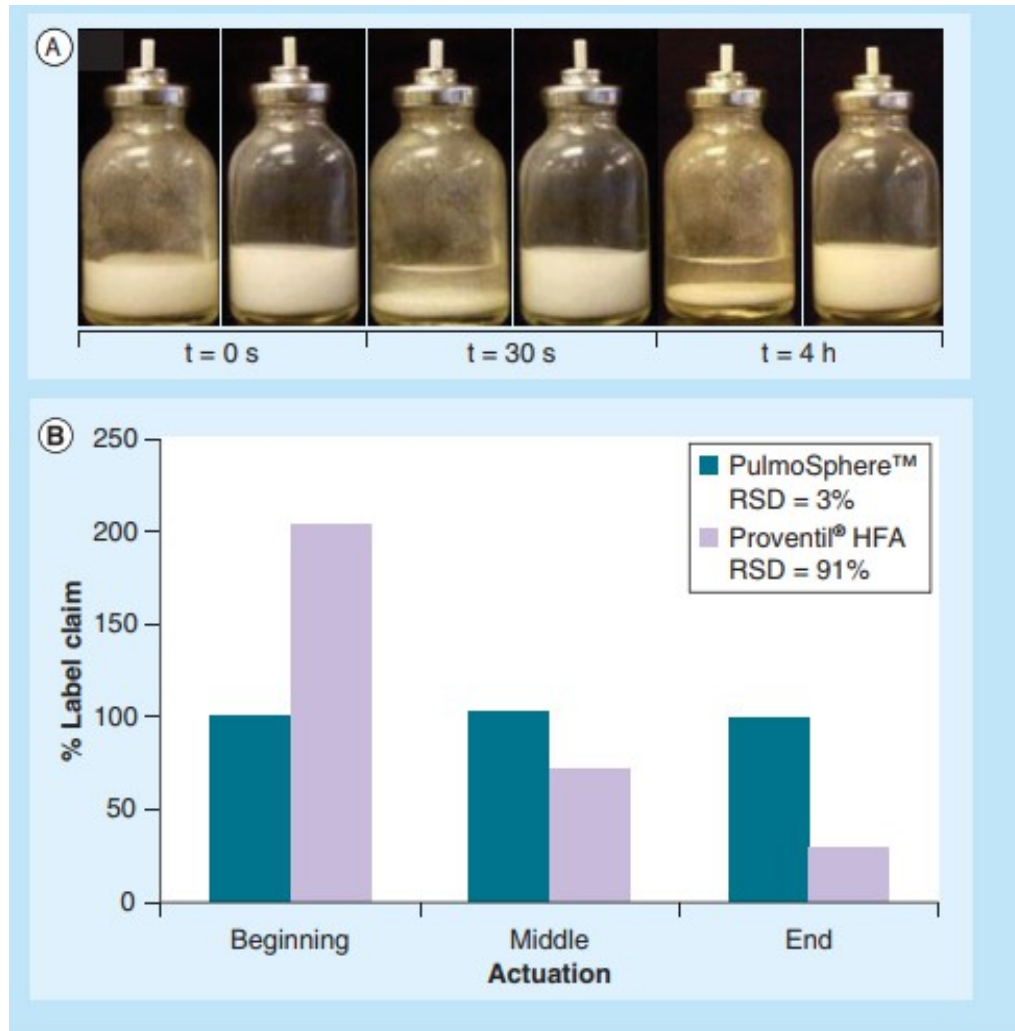 A
t = 0 s t = 30 s t = 4 h
B
250
200
150
100
50
0
% Label claim
PulmoSphere™
RSD = 3%
Proventil® HFA
RSD = 91%
Beginning Middle End
Actuation